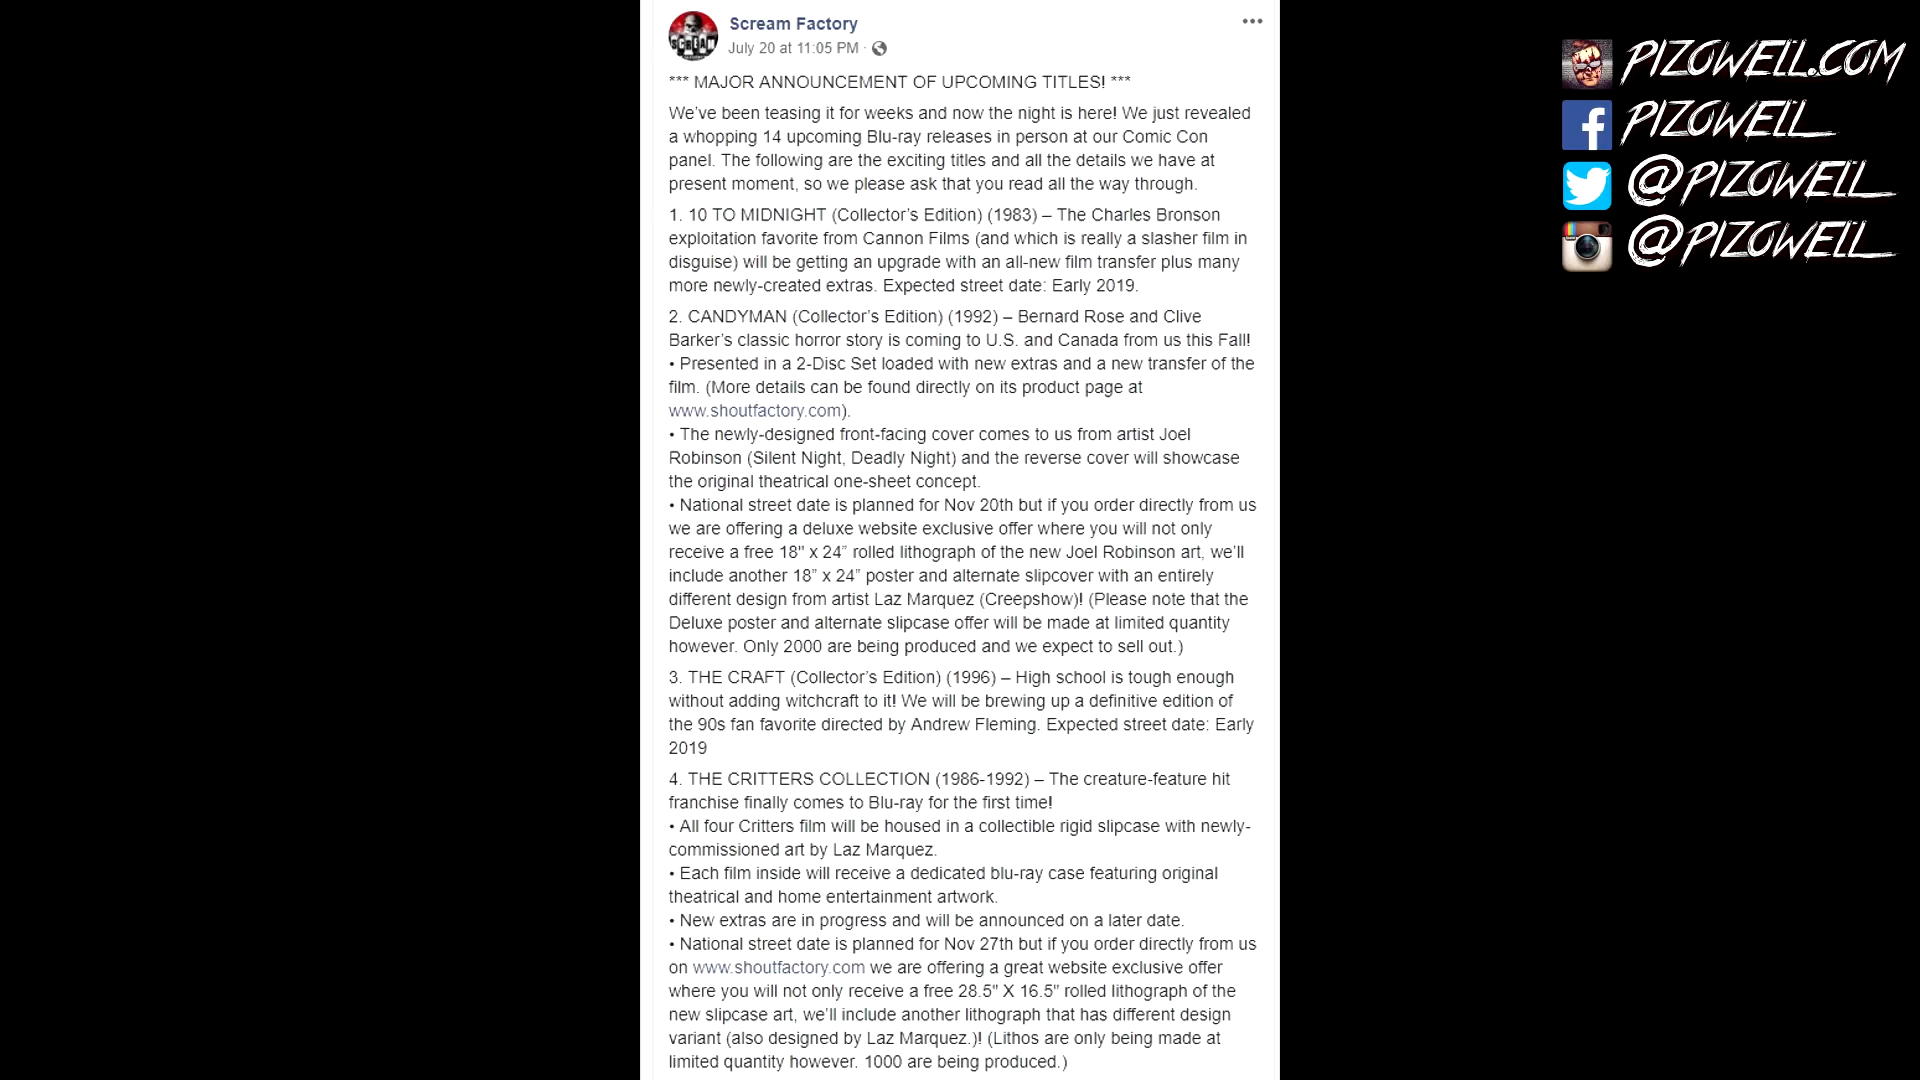 Scream Factory
July 20 at 11:05 PM ·
SCREAM
*** MAJOR ANNOUNCEMENT OF UPCOMING TITLES! ***
We’ve been teasing it for weeks and now the night is here! We just revealed
a whopping 14 upcoming Blu-ray releases in person at our Comic Con
panel. The following are the exciting titles and all the details we have at
present moment, so we please ask that you read all the way through.
1. 10 TO MIDNIGHT (Collector’s Edition) (1983) – The Charles Bronson
exploitation favorite from Cannon Films (and which is really a slasher film in
disguise) will be getting an upgrade with an all-new film transfer plus many
more newly-created extras. Expected street date: Early 2019.
2. CANDYMAN (Collector’s Edition) (1992) – Bernard Rose and Clive
Barker’s classic horror story is coming to U.S. and Canada from us this Fall!
• Presented in a 2-Disc Set loaded with new extras and a new transfer of the
film. (More details can be found directly on its product page at
www.shoutfactory.com).
• The newly-designed front-facing cover comes to us from artist Joel
Robinson (Silent Night, Deadly Night) and the reverse cover will showcase
the original theatrical one-sheet concept.
• National street date is planned for Nov 20th but if you order directly from us
we are offering a deluxe website exclusive offer where you will not only
receive a free 18" x 24” rolled lithograph of the new Joel Robinson art, we’ll
include another 18” x 24” poster and alternate slipcover with an entirely
different design from artist Laz Marquez (Creepshow)! (Please note that the
Deluxe poster and alternate slipcase offer will be made at limited quantity
however. Only 2000 are being produced and we expect to sell out.)
3. THE CRAFT (Collector’s Edition) (1996) – High school is tough enough
without adding witchcraft to it! We will be brewing up a definitive edition of
the 90s fan favorite directed by Andrew Fleming. Expected street date: Early
2019
4. THE CRITTERS COLLECTION (1986-1992) – The creature-feature hit
franchise finally comes to Blu-ray for the first time!
• All four Critters film will be housed in a collectible rigid slipcase with newly-
commissioned art by Laz Marquez.
• Each film inside will receive a dedicated blu-ray case featuring original
theatrical and home entertainment artwork.
• New extras are in progress and will be announced on a later date.
• National street date is planned for Nov 27th but if you order directly from us
on www.shoutfactory.com we are offering a great website exclusive offer
where you will not only receive a free 28.5" X 16.5" rolled lithograph of the
new slipcase art, we’ll include another lithograph that has different design
variant (also designed by Laz Marquez.)! (Lithos are only being made at
limited quantity however. 1000 are being produced.)
PIZOWELL.COM
PIZOWELL
@PIZOWELL
@PIZOWELL